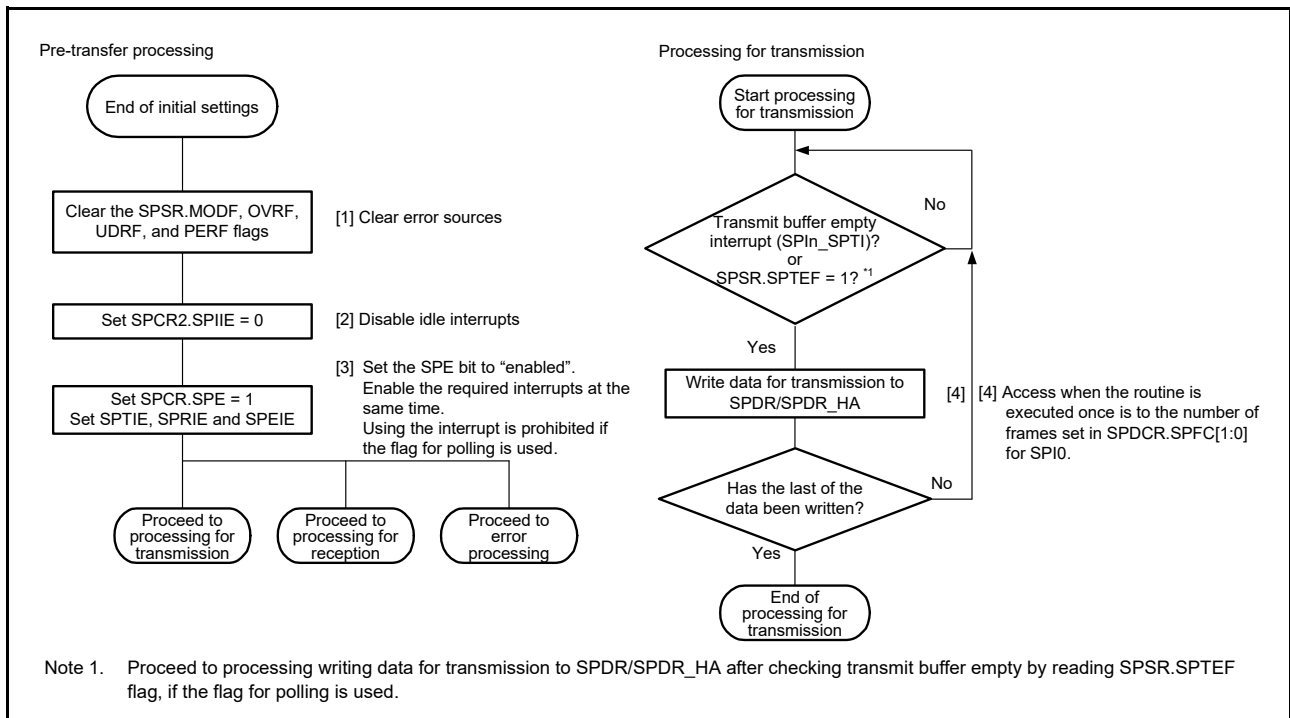 Pre-transfer processing
End of initial settings
Clear the SPSR.MODF, OVRF,
UDRF, and PERF flags
[1] Clear error sources
Set SPCR2.SPIIE = 0
[2] Disable idle interrupts
Set SPCR.SPE = 1
Set SPTIE, SPRIE and SPEIE
[3] Set the SPE bit to “enabled”.
Enable the required interrupts at the
same time.
Using the interrupt is prohibited if
the flag for polling is used.
Proceed to
processing for
transmission
Proceed to
processing for
reception
Proceed to
error
processing
Processing for transmission
Start processing
for transmission
Transmit buffer empty
interrupt (SPIn_SPTI)?
or
SPSR.SPTEF = 1? *1
No
Yes
Write data for transmission to
SPDR/SPDR_HA
[4]
[4] Access when the routine is
executed once is to the number of
frames set in SPDCR.SPFC[1:0]
for SPI0.
Has the last of the
data been written?
No
Yes
End of
processing for
transmission
Note 1. Proceed to processing writing data for transmission to SPDR/SPDR_HA after checking transmit buffer empty by reading SPSR.SPTEF
flag, if the flag for polling is used.